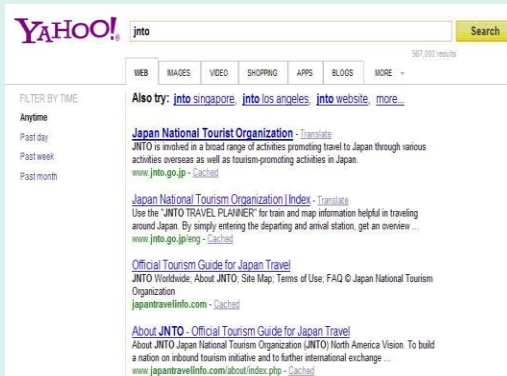 YAHOO!
jnto
Search
567,000 results
WEB IMAGES VIDEO SHOPPING APPS BLOGS MORE
FILTER BY TIME
Anytime
Past day
Past week
Past month
Also try: jnto singapore, jnto los angeles, jnto website, more...
Japan National Tourist Organization - Translate
JNTO is involved in a broad range of activities promoting travel to Japan through various
activities overseas as well as tourism-promoting activities in Japan.
www.jnto.go.jp - Cached
Japan National Tourism Organization | Index - Translate
Use the "JNTO TRAVEL PLANNER" for train and map information helpful in traveling
around Japan. By simply entering the departing and arrival station, get an overview ...
www.jnto.go.jp/eng - Cached
Official Tourism Guide for Japan Travel
JNTO Worldwide; About JNTO; Site Map; Terms of Use; FAQ © Japan National Tourism
Organization
japantravelinfo.com - Cached
About JNTO - Official Tourism Guide for Japan Travel
About JNTO Japan National Tourism Organization (JNTO) North America Vision. To build
a nation on inbound tourism initiative and to further international exchange ...
www.japantravelinfo.com/about/index.php - Cached